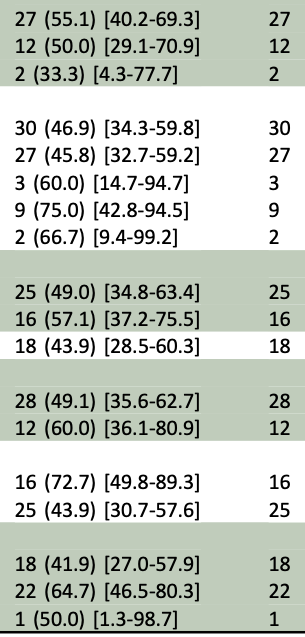 27 (55.1) [40.2-69.3] 27
12 (50.0) [29.1-70.9] 12
2 (33.3) [4.3-77.7] 2
30 (46.9) [34.3-59.8] 30
27 (45.8) [32.7-59.2] 27
3 (60.0) [14.7-94.7] 3
9 (75.0) [42.8-94.5] 9
2 (66.7) [9.4-99.2] 2
25 (49.0) [34.8-63.4] 25
16 (57.1) [37.2-75.5] 16
18 (43.9) [28.5-60.3] 18
28 (49.1) [35.6-62.7] 28
12 (60.0) [36.1-80.9] 12
16 (72.7) [49.8-89.3] 16
25 (43.9) [30.7-57.6] 25
18 (41.9) [27.0-57.9] 18
22 (64.7) [46.5-80.3] 22
1 (50.0) [1.3-98.7] 1